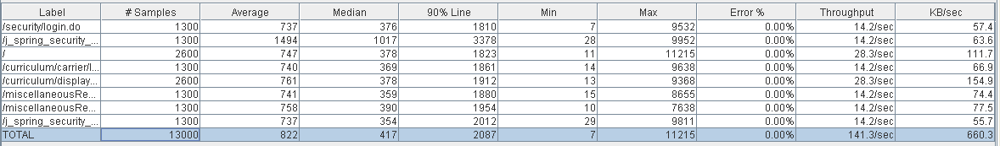 Label # Samples Average Median 90% Line Min Max Error % Throughput KB/sec
/security/login.do 1300 737 376 1810 7 9532 0.00% 14.2/sec 57.4
/j_spring_security_... 1300 1494 1017 3378 28 9952 0.00% 14.2/sec 63.6
/ 2600 747 378 1823 11 11215 0.00% 28.3/sec 111.7
/curriculum/carrier/l... 1300 740 369 1861 14 9638 0.00% 14.2/sec 66.9
/curriculum/display... 2600 761 378 1912 13 9368 0.00% 28.3/sec 154.9
/miscellaneousRe... 1300 741 359 1880 15 8655 0.00% 14.2/sec 74.4
/miscellaneousRe... 1300 758 390 1954 10 7638 0.00% 14.2/sec 77.5
/j_spring_security_... 1300 737 354 2012 29 9811 0.00% 14.2/sec 55.7
TOTAL 13000 822 417 2087 7 11215 0.00% 141.3/sec 660.3